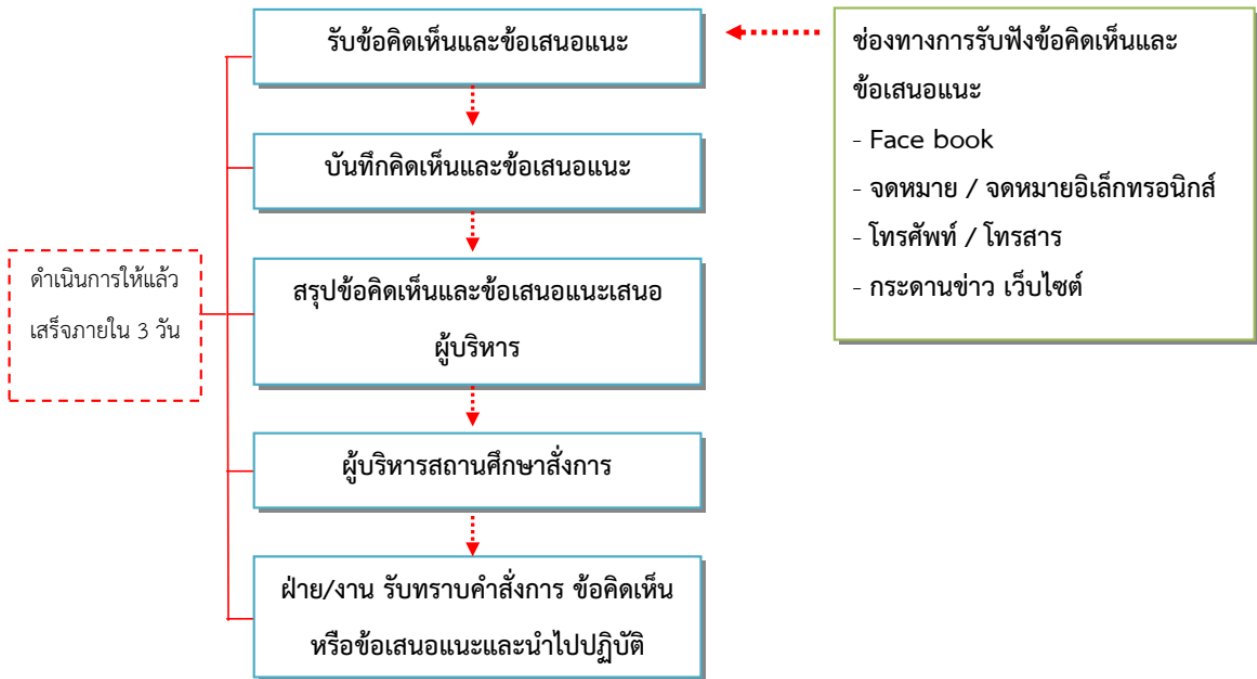 รับข้อคิดเห็นและข้อเสนอแนะ
บันทึกคิดเห็นและข้อเสนอแนะ
สรุปข้อคิดเห็นและข้อเสนอแนะเสนอ
ผู้บริหาร
ผู้บริหารสถานศึกษาสั่งการ
ฝ่าย/งาน รับทราบคำสั่งการ ข้อคิดเห็น
หรือข้อเสนอแนะและนำไปปฏิบัติ
ดำเนินการให้แล้ว
เสร็จภายใน 3 วัน
ช่องทางการรับฟังข้อคิดเห็นและ
ข้อเสนอแนะ
- Face book
- จดหมาย / จดหมายอิเล็กทรอนิกส์
- โทรศัพท์ / โทรสาร
- กระดานข่าว เว็บไซต์